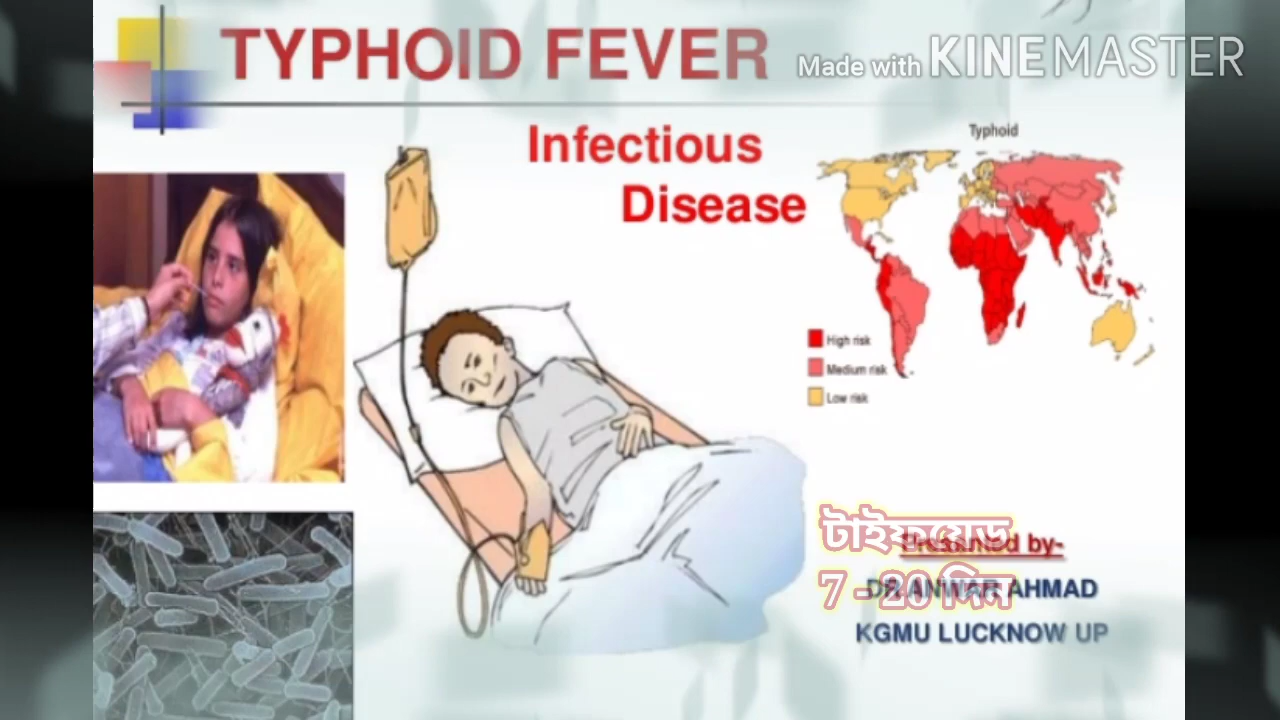 TYPHOID FEVER
Made with KINEMASTER
Infectious
Disease
Typhoid
High risk
Medium risk
Low risk
টাইফয়েড
Presented by-
7 - 20 দিন
DR ANWAR AHMAD
KGMU LUCKNOW UP